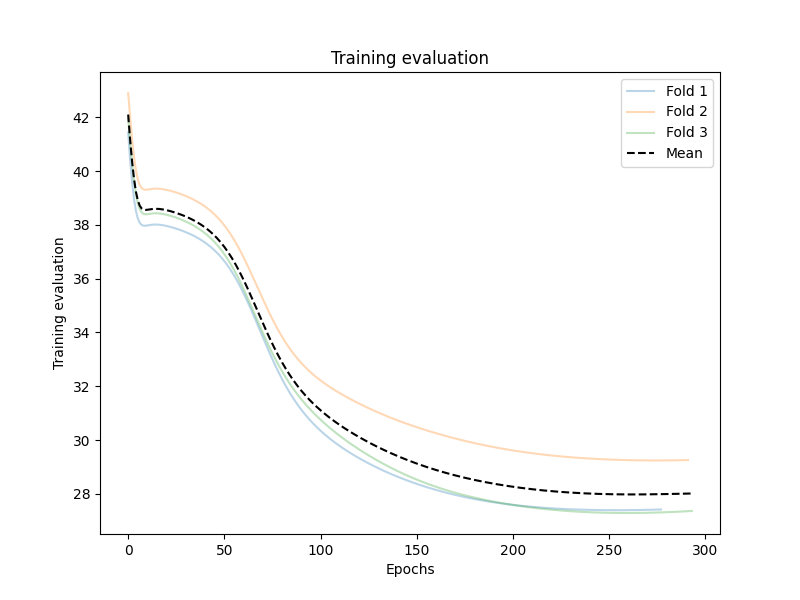 Training evaluation
Fold 1
Fold 2
Fold 3
Mean
Training evaluation
42
40
38
36
34
32
30
28
0 50 100 150 200 250 300
Epochs